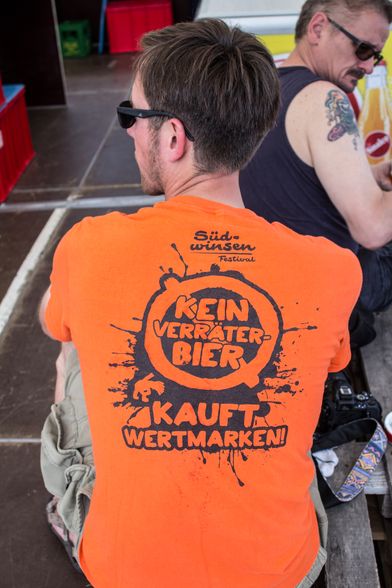 Süd-
winsen
Festival
KEIN
VERRÄTER-
BIER
KAUFT
WERTMARKEN!